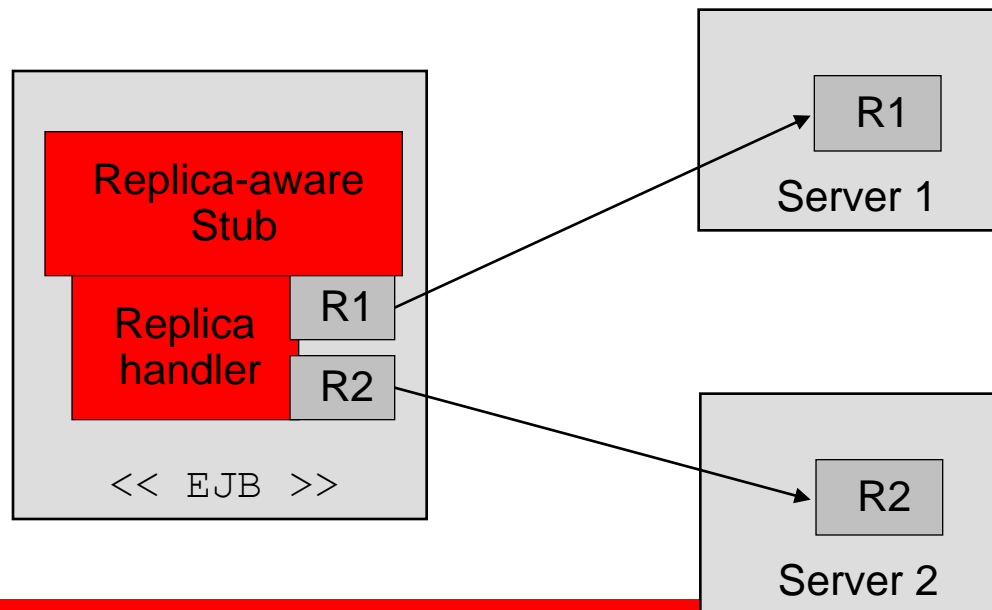 Replica-aware
Stub
Replica
handler
R1
R2
<< EJB >>
R1
Server 1
R2
Server 2